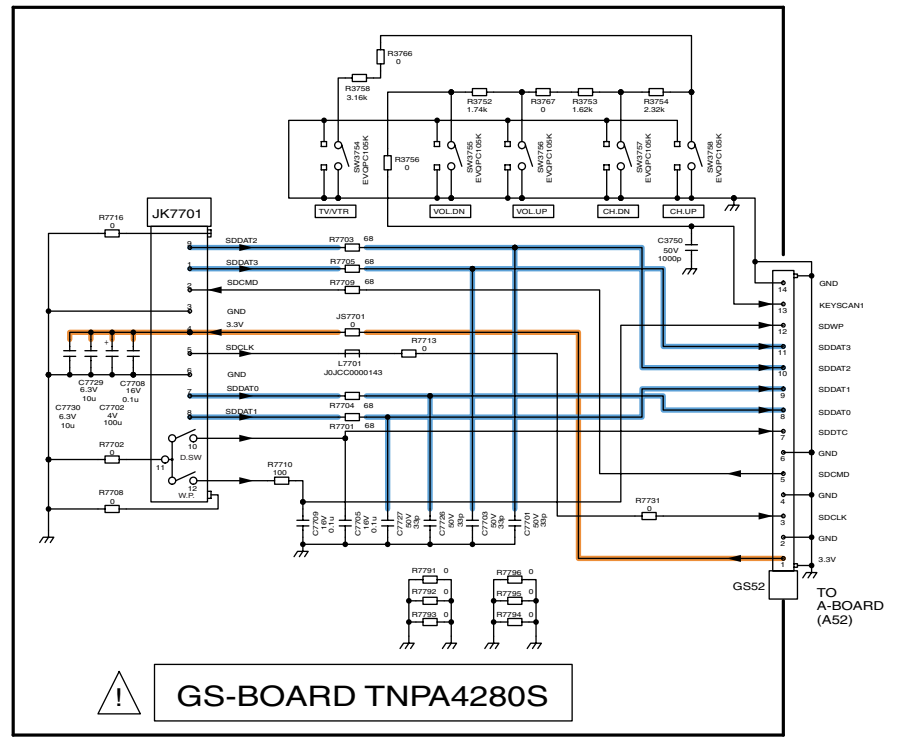 R3766
0
R3758
3.16k
R3752
1.74k
R3767
0
R3753
1.62k
R3754
2.32k
SW3754
EVQPC105K
R3756
0
SW3755
EVQPC105K
SW3756
EVQPC105K
SW3757
EVQPC105K
SW3758
EVQPC105K
TV/VTR
VOL.DN
VOL.UP
CH.DN
CH.UP
JK7701
R7716
0
C3750
50V
1000p
9
SDDAT2
R7703
68
1
SDDAT3
R7705
68
2
SDCMD
R7709
68
3
GND
4
3.3V
JS7701
0
5
SDCLK
L7701
J0JCC0000143
R7713
0
6
GND
7
SDDAT0
R7704
68
8
SDDAT1
R7701
68
C7730
6.3V
10u
C7729
6.3V
10u
C7702
4V
100u
+
C7708
16V
0.1u
R7702
0
10
11
D.SW
12
W.P.
R7708
0
R7710
100
C7709
16V
0.1u
C7705
16V
0.1u
C7727
50V
33p
C7726
50V
33p
C7703
50V
33p
C7701
50V
33p
R7731
0
14
GND
13
KEYSCAN1
12
SDWP
11
SDDAT3
10
SDDAT2
9
SDDAT1
8
SDDAT0
7
SDDTC
6
GND
5
SDCMD
4
GND
3
SDCLK
2
GND
1
3.3V
GS52
TO
A-BOARD
(A52)
R7791 0
R7792 0
R7793 0
R7796 0
R7795 0
R7794 0
!
GS-BOARD TNPA4280S